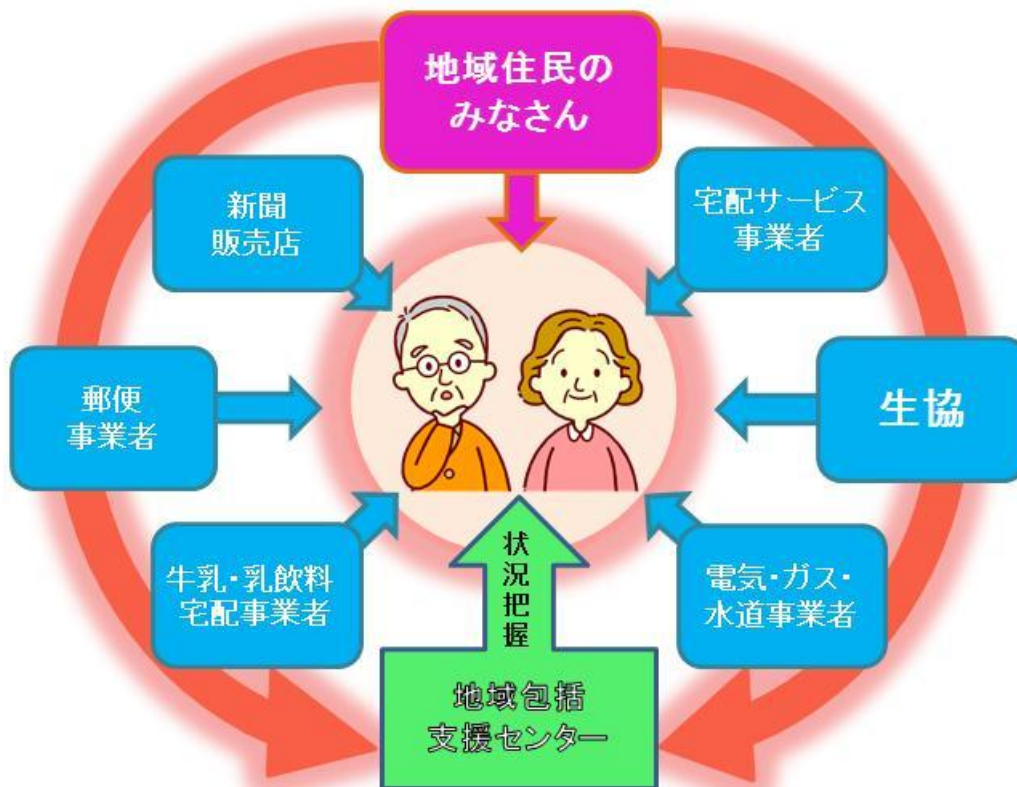 地域住民の
みなさん
新聞
販売店
宅配サービス
事業者
郵便
事業者
生協
牛乳・乳飲料
宅配事業者
電気・ガス・
水道事業者
状況把握
地域包括
支援センター